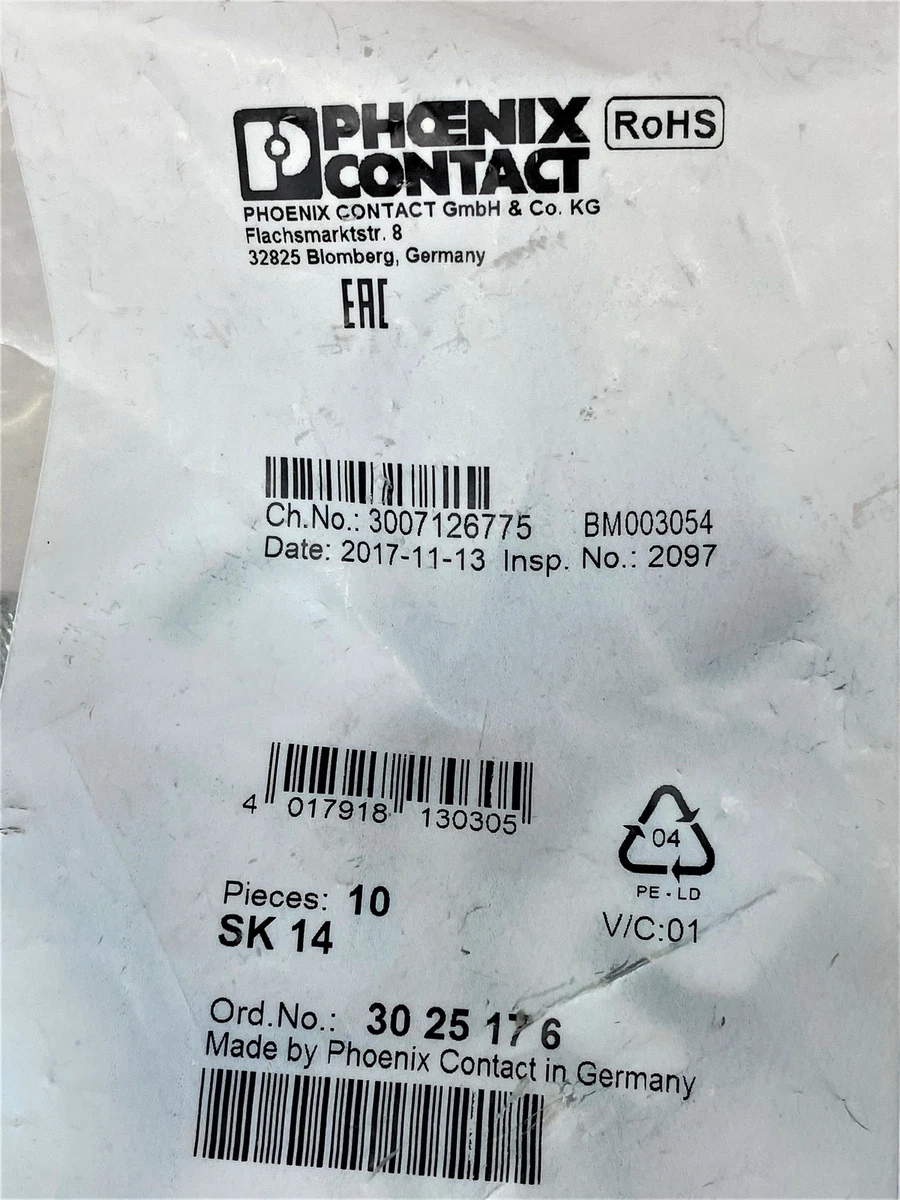 PHŒNIX
CONTACT
RoHS
PHOENIX CONTACT GmbH & Co. KG
Flachsmarktstr. 8
32825 Blomberg, Germany
EAC
Ch.No.: 3007126775 BM003054
Date: 2017-11-13 Insp. No.: 2097
4 017918 130305
04
PE - LD
V/C:01
Pieces: 10
SK 14
Ord.No.: 30 25 17 6
Made by Phoenix Contact in Germany